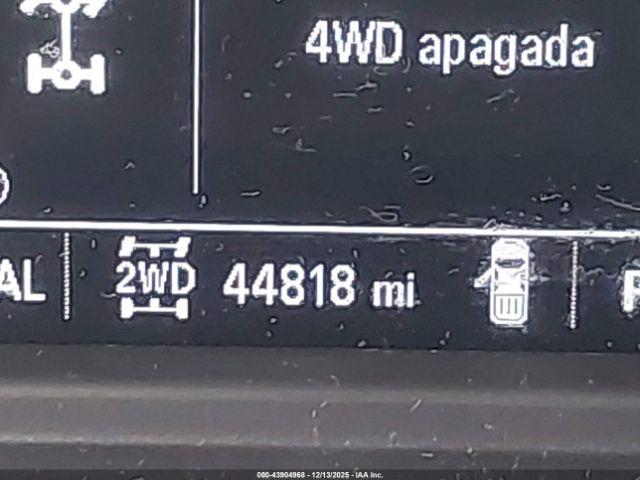 4WD apagada
AL 2WD 44818 mi
000-43904968 - 12/13/2025 - IAA Inc.